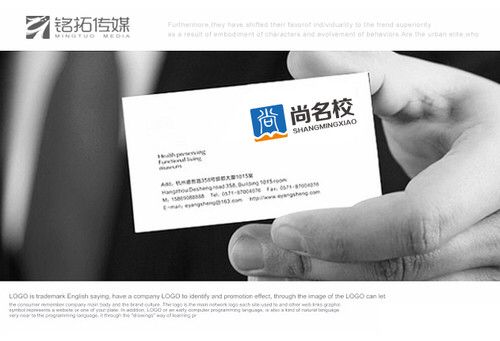 铭拓传媒
MINGTUO MEDIA
Furthermore,they have shifted their favorof individuality to the trend superiority
as a result of embodiment of characters and evolvement of behaviors.Are the urban elite who
尚 尚名校
SHANGMINGXIAO
Health preserving
Functional living
museum
Add: 杭州德胜路358号振都大厦1015室
Hangzhou Desheng road 358, Building 1015 room
M: 15869088888 Tel: 0571-87004076 Fax: 0571-87004076
E-mail: eyangsheng@163.com http://www.eyangsheng.com
LOGO is trademark English saying, have a company LOGO to identify and promotion effect, through the image of the LOGO can let
the consumer remember company main body and the brand culture. The logo is the main network logo each site used to and other web links graphic
symbol represents a website or one of your plate. In addition, LOGO or an early computer programming language, is also a kind of natural language
very near to the programming language, it through the "drawings" way of learning pr